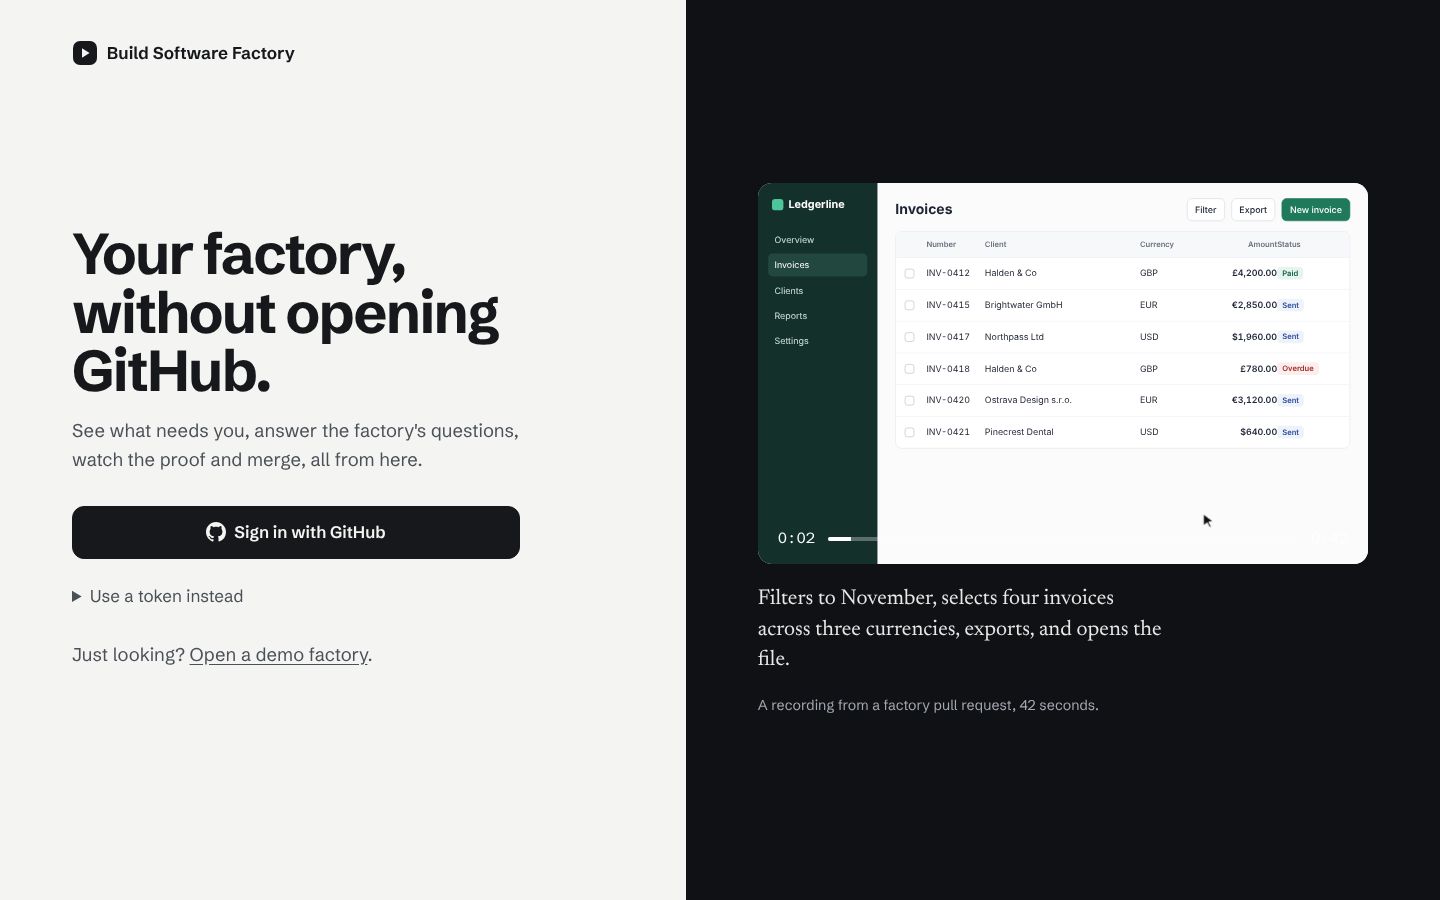 Build Software Factory
Your factory,
without opening
GitHub.
See what needs you, answer the factory's questions,
watch the proof and merge, all from here.
Sign in with GitHub
Use a token instead
Just looking? Open a demo factory.
Ledgerline
Overview
Invoices
Clients
Reports
Settings
Invoices
Filter Export New invoice
Number Client Currency AmountStatus
INV-0412 Halden & Co GBP £4,200.00 Paid
INV-0415 Brightwater GmbH EUR €2,850.00 Sent
INV-0417 Northpass Ltd USD $1,960.00 Sent
INV-0418 Halden & Co GBP £780.00 Overdue
INV-0420 Ostrava Design s.r.o. EUR €3,120.00 Sent
INV-0421 Pinecrest Dental USD $640.00 Sent
0:02
Filters to November, selects four invoices
across three currencies, exports, and opens the
file.
A recording from a factory pull request, 42 seconds.